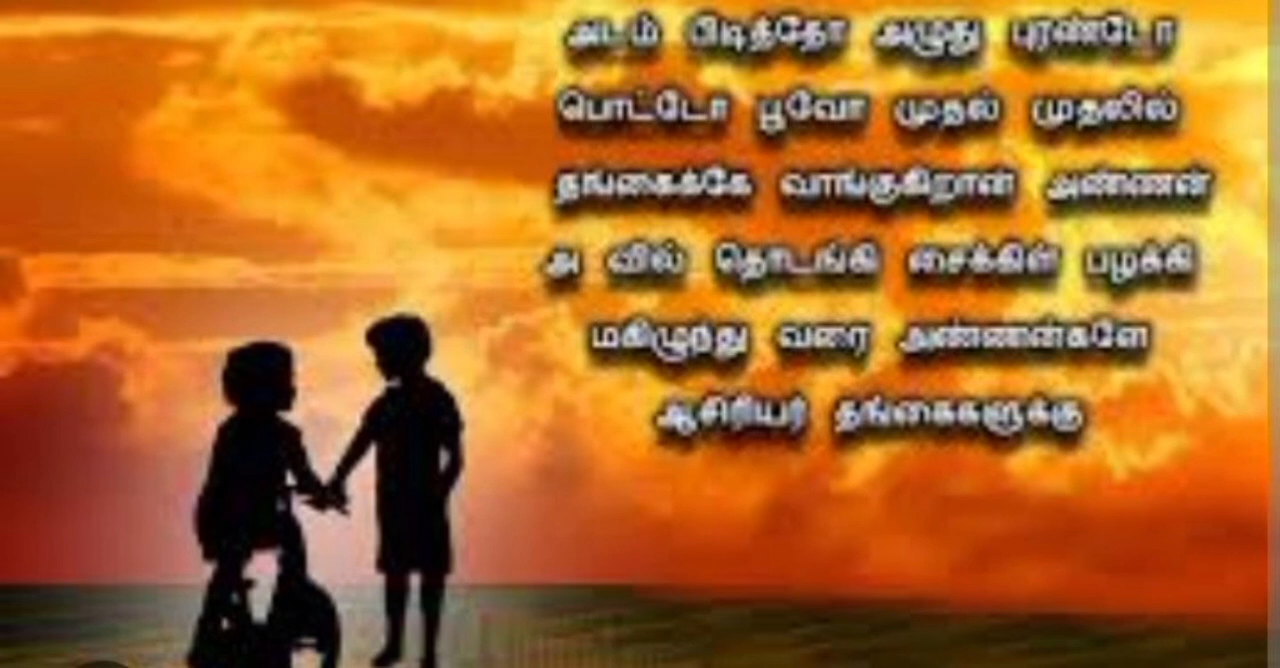 அடம் பிடித்தோ அழுது புரண்டோ
பொட்டோ பூவோ முதல் முதலில்
தங்கைக்கே வாங்குகிறான் அண்ணன்
அ வில் தொடங்கி சைக்கிள் பழக்கி
மகிழுந்து வரை அண்ணன்களே
ஆசிரியர் தங்கைகளுக்கு